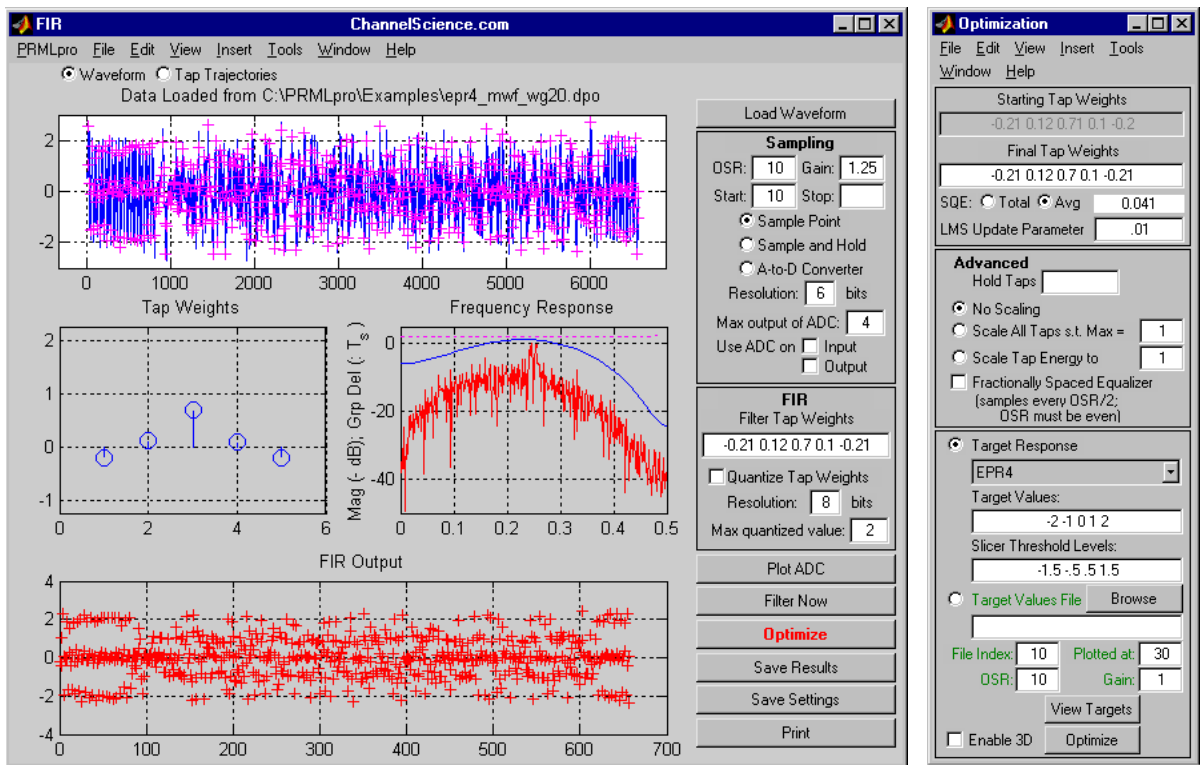 FIR ChannelScience.com
PRMLpro File Edit View Insert Tools Window Help
Waveform Tap Trajectories
Data Loaded from C:\PRMLpro\Examples\epr4_mwf_wg20.dpo
2
0
-2
0 1000 2000 3000 4000 5000 6000
Tap Weights
2
1
0
-1
0 2 4 6
Frequency Response
Mag (- dB); Grp Del (: Ts)
0
-20
-40
0 0.1 0.2 0.3 0.4 0.5
FIR Output
4
2
0
-2
-4
0 100 200 300 400 500 600 700
Load Waveform
Sampling
OSR: 10 Gain: 1.25
Start: 10 Stop:
Sample Point
Sample and Hold
A-to-D Converter
Resolution: 6 bits
Max output of ADC: 4
Use ADC on Input
Output
FIR
Filter Tap Weights
-0.21 0.12 0.7 0.1 -0.21
Quantize Tap Weights
Resolution: 8 bits
Max quantized value: 2
Plot ADC
Filter Now
Optimize
Save Results
Save Settings
Print
Optimization
File Edit View Insert Tools
Window Help
Starting Tap Weights
-0.21 0.12 0.71 0.1 -0.2
Final Tap Weights
-0.21 0.12 0.7 0.1 -0.21
SQE: Total Avg 0.041
LMS Update Parameter .01
Advanced
Hold Taps
No Scaling
Scale All Taps s.t. Max = 1
Scale Tap Energy to 1
Fractionally Spaced Equalizer
(samples every OSR/2;
OSR must be even)
Target Response
EPR4
Target Values:
-2 -1 0 1 2
Slicer Threshold Levels:
-1.5 -.5 .5 1.5
Target Values File Browse
File Index: 10 Plotted at: 30
OSR: 10 Gain: 1
View Targets
Enable 3D Optimize